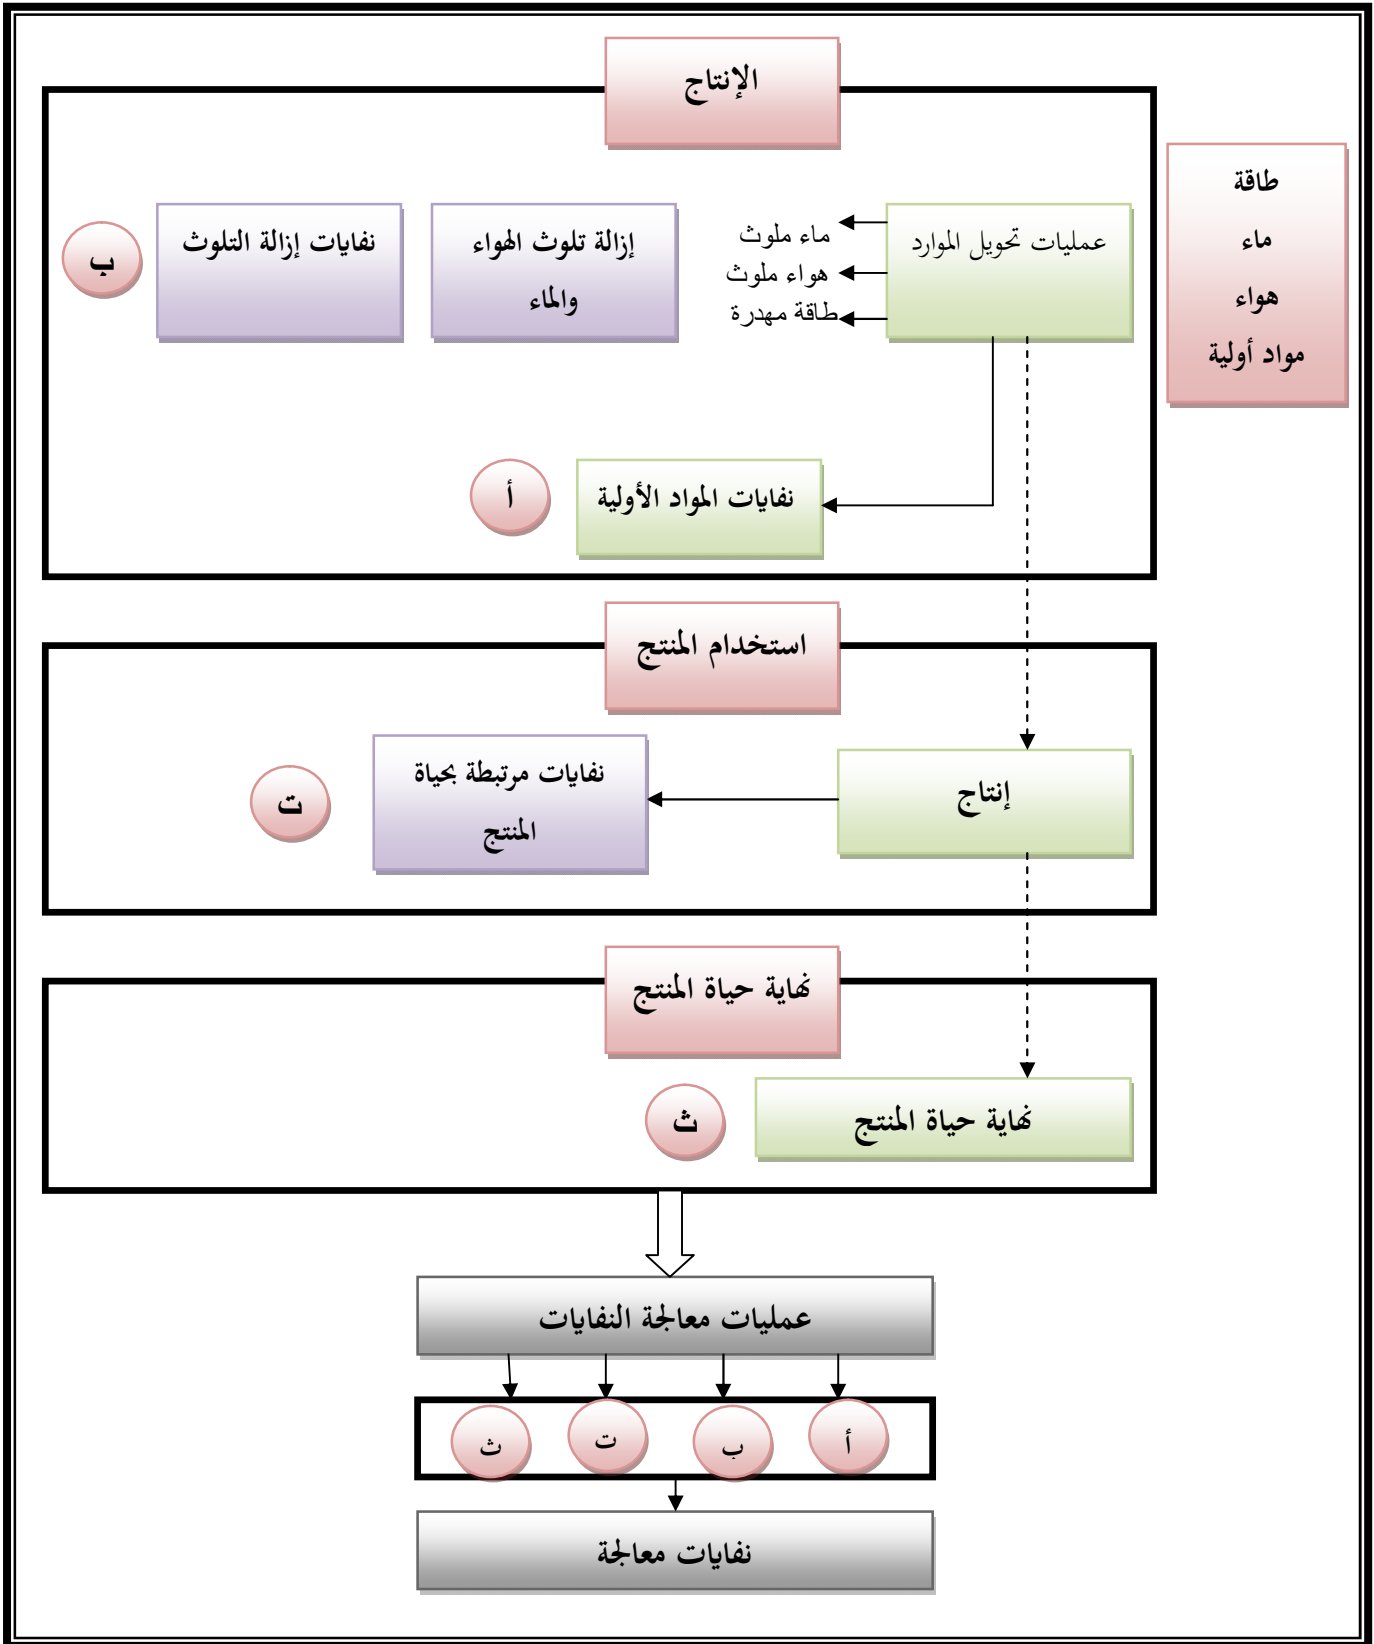 الإنتاج
طاقة
ماء
هواء
مواد أولية
عمليات تحويل الموارد
ماء ملوث
هواء ملوث
طاقة مهدرة
إزالة تلوث الهواء
والماء
نفايات إزالة التلوث
ب
نفايات المواد الأولية
أ
استخدام المنتج
إنتاج
نفايات مرتبطة بحياة
المنتج
ت
نهاية حياة المنتج
نهاية حياة المنتج
ث
عمليات معالجة النفايات
أ ب ت ث
نفايات معالجة